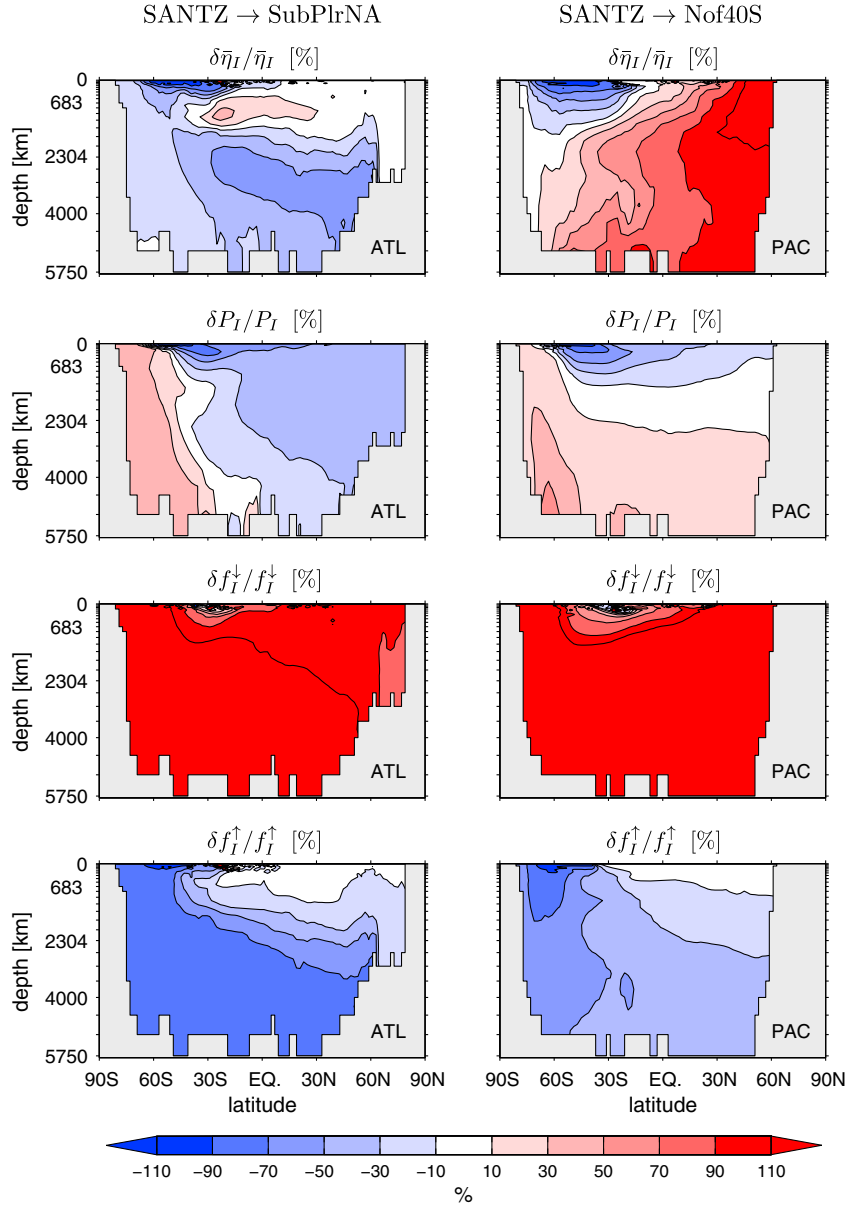 SANTZ → SubPlrNA SANTZ → Nof40S
δη̄_I/η̄_I [%] δη̄_I/η̄_I [%]
0
683
2304
4000
5750
depth [km]
ATL PAC
δP_I/P_I [%] δP_I/P_I [%]
0
683
2304
4000
5750
depth [km]
ATL PAC
δf_I^↓/f_I^↓ [%] δf_I^↓/f_I^↓ [%]
0
683
2304
4000
5750
depth [km]
ATL PAC
δf_I^↑/f_I^↑ [%] δf_I^↑/f_I^↑ [%]
0
683
2304
4000
5750
depth [km]
ATL PAC
90S 60S 30S EQ. 30N 60N 90N 90S 60S 30S EQ. 30N 60N 90N
latitude latitude
−110 −90 −70 −50 −30 −10 10 30 50 70 90 110
%